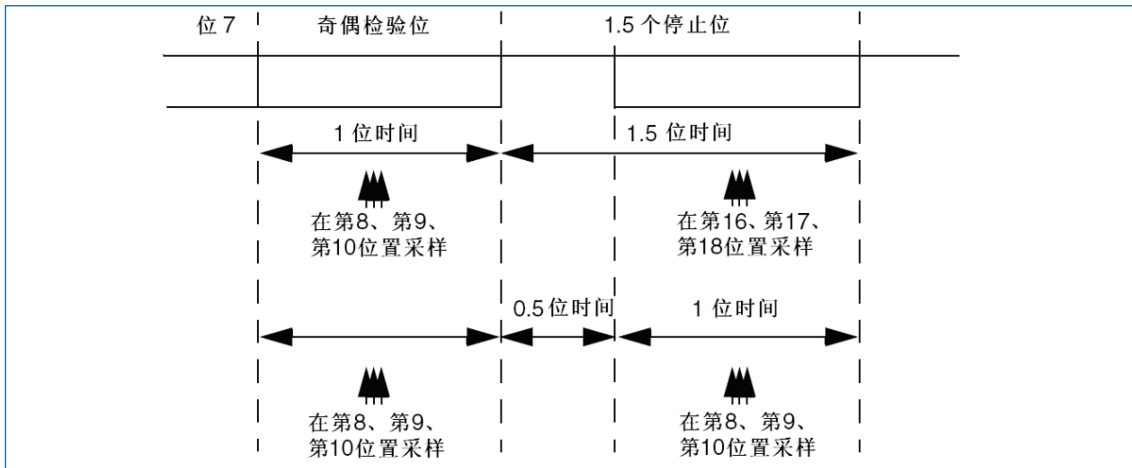 位 7 奇偶检验位 1.5 个停止位
1 位时间 1.5 位时间
在第8、第9、 在第16、第17、
第10位置采样 第18位置采样
0.5 位时间 1 位时间
在第8、第9、 在第8、第9、
第10位置采样 第10位置采样